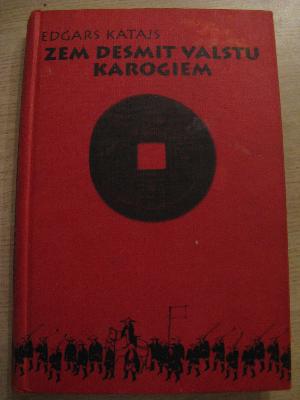 EDGARS KATAJS
ZEM DESMIT VALSTU
KAROGIEM